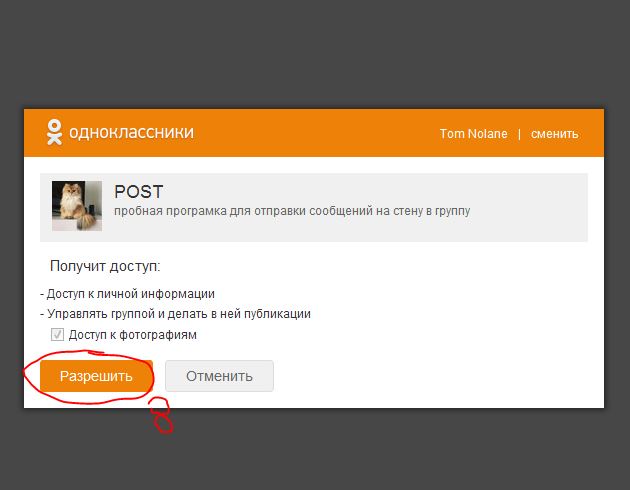 одноклассники
Tom Nolane | сменить
POST
пробная програмка для отправки сообщений на стену в группу
Получит доступ:
- Доступ к личной информации
- Управлять группой и делать в ней публикации
Доступ к фотографиям
Разрешить Отменить
8